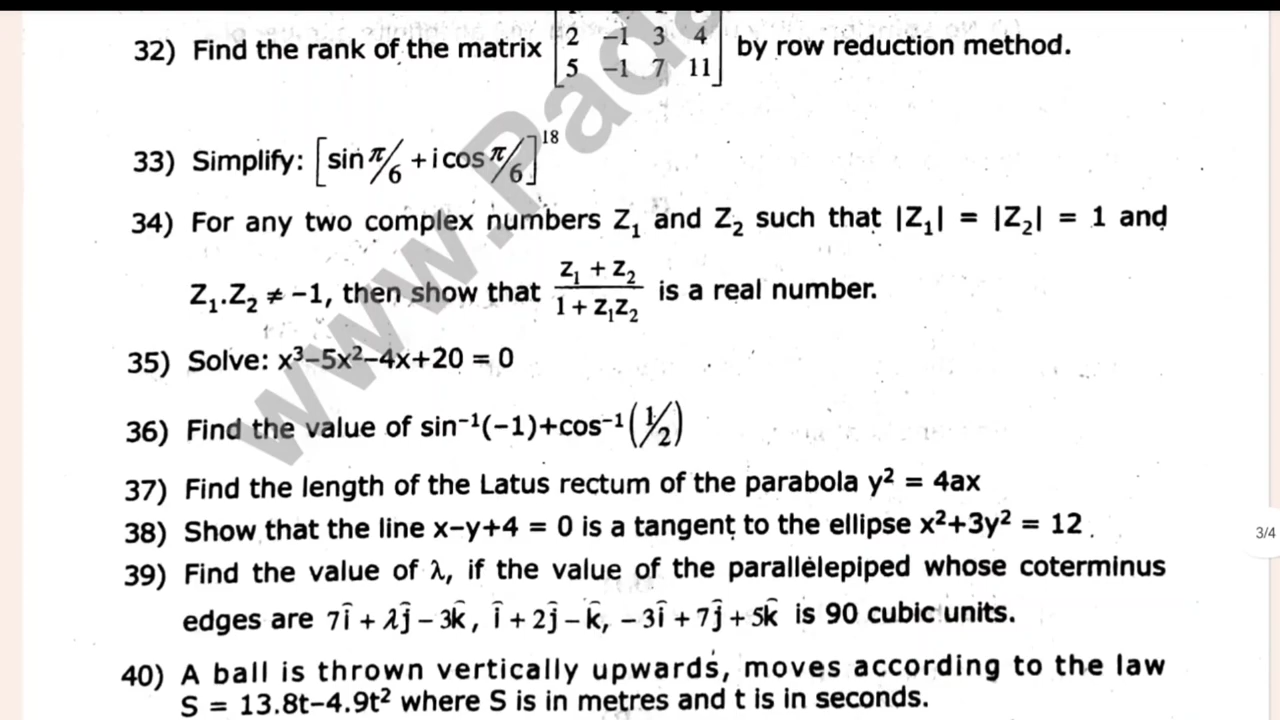 32) Find the rank of the matrix [2 −1 3 4
5 −1 7 11] by row reduction method.
33) Simplify: [sin π/6 + i cos π/6]^18
34) For any two complex numbers Z₁ and Z₂ such that |Z₁| = |Z₂| = 1 and
Z₁.Z₂ ≠ −1, then show that (Z₁ + Z₂)/(1 + Z₁Z₂) is a real number.
35) Solve: x³−5x²−4x+20 = 0
36) Find the value of sin⁻¹(−1)+cos⁻¹(1/2)
37) Find the length of the Latus rectum of the parabola y² = 4ax
38) Show that the line x−y+4 = 0 is a tangent to the ellipse x²+3y² = 12.
3/4
39) Find the value of λ, if the value of the parallelepiped whose coterminus
edges are 7î + λĵ − 3k̂, î + 2ĵ − k̂, − 3î + 7ĵ + 5k̂ is 90 cubic units.
40) A ball is thrown vertically upwards, moves according to the law
S = 13.8t−4.9t² where S is in metres and t is in seconds.
www.Pada